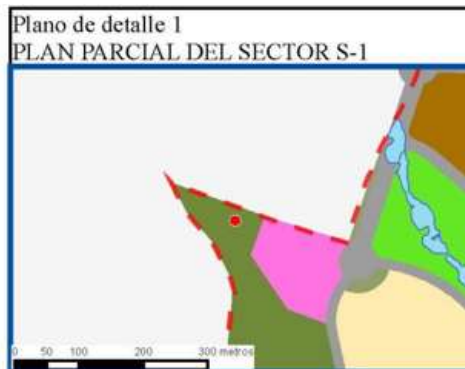 Plano de detalle 1
PLAN PARCIAL DEL SECTOR S-1
0 50 100 200 300 metros